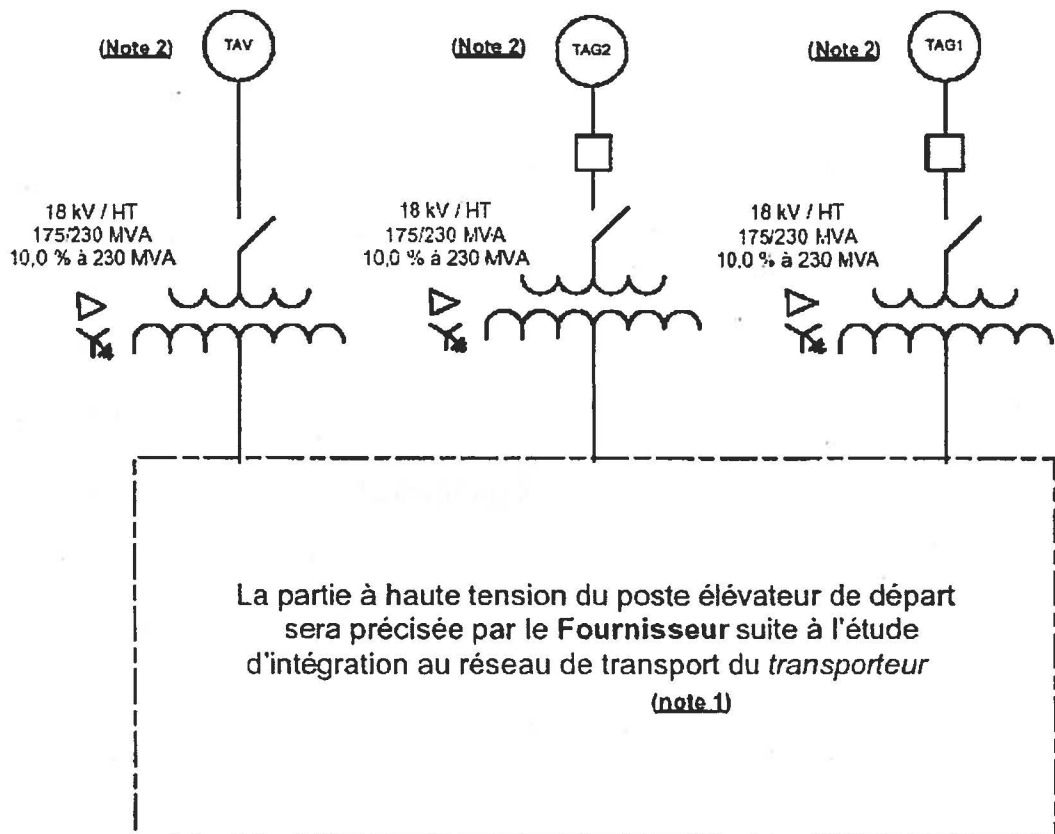 (Note 2)
TAV
(Note 2)
TAG2
(Note 2)
TAG1
18 kV / HT
175/230 MVA
10,0 % à 230 MVA
18 kV / HT
175/230 MVA
10,0 % à 230 MVA
18 kV / HT
175/230 MVA
10,0 % à 230 MVA
La partie à haute tension du poste élévateur de départ
sera précisée par le Fournisseur suite à l'étude
d'intégration au réseau de transport du transporteur
(note 1)